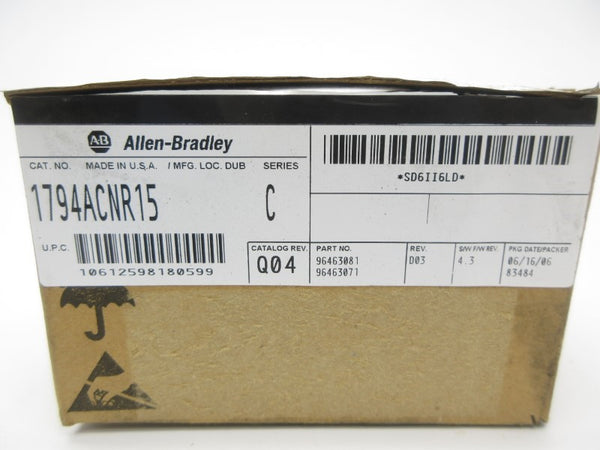 AB Allen-Bradley
CAT. NO. MADE IN U.S.A. / MFG. LOC. DUB SERIES
1794ACNR15 C
*SD6II6LD*
U.P.C.
10612598180599
CATALOG REV. PART NO. REV. S/W F/W REV. PKG DATE/PACKER
Q04 96463081 D03 4.3 06/16/06
96463071 83484